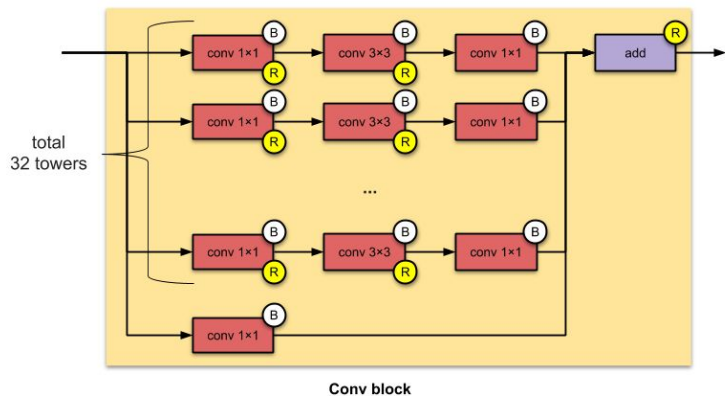 B B B R
conv 1×1 conv 3×3 conv 1×1 add
R R
B B B
conv 1×1 conv 3×3 conv 1×1
R R
total
32 towers
...
B B B
conv 1×1 conv 3×3 conv 1×1
R R
B
conv 1×1
Conv block